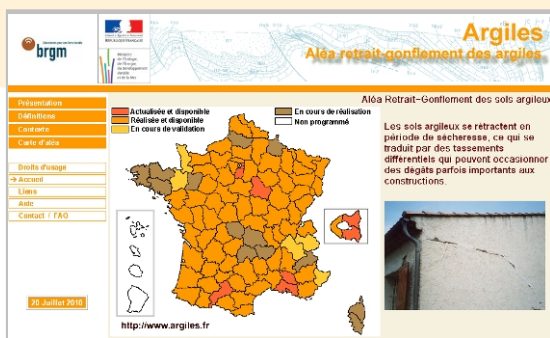 brgm
RÉPUBLIQUE FRANÇAISE
Argiles
Aléa retrait-gonflement des argiles
Présentation
Définitions
Contexte
Carte d'aléa
Droits d'usage
Accueil
Liens
Aide
Contact / FAQ
20 Juillet 2010
Actualisée et disponible
Réalisée et disponible
En cours de validation
En cours de réalisation
Non programmé
http://www.argiles.fr
Aléa Retrait-Gonflement des sols argileux
Les sols argileux se rétractent en
période de sécheresse, ce qui se
traduit par des tassements
différentiels qui peuvent occasionner
des dégâts parfois importants aux
constructions.